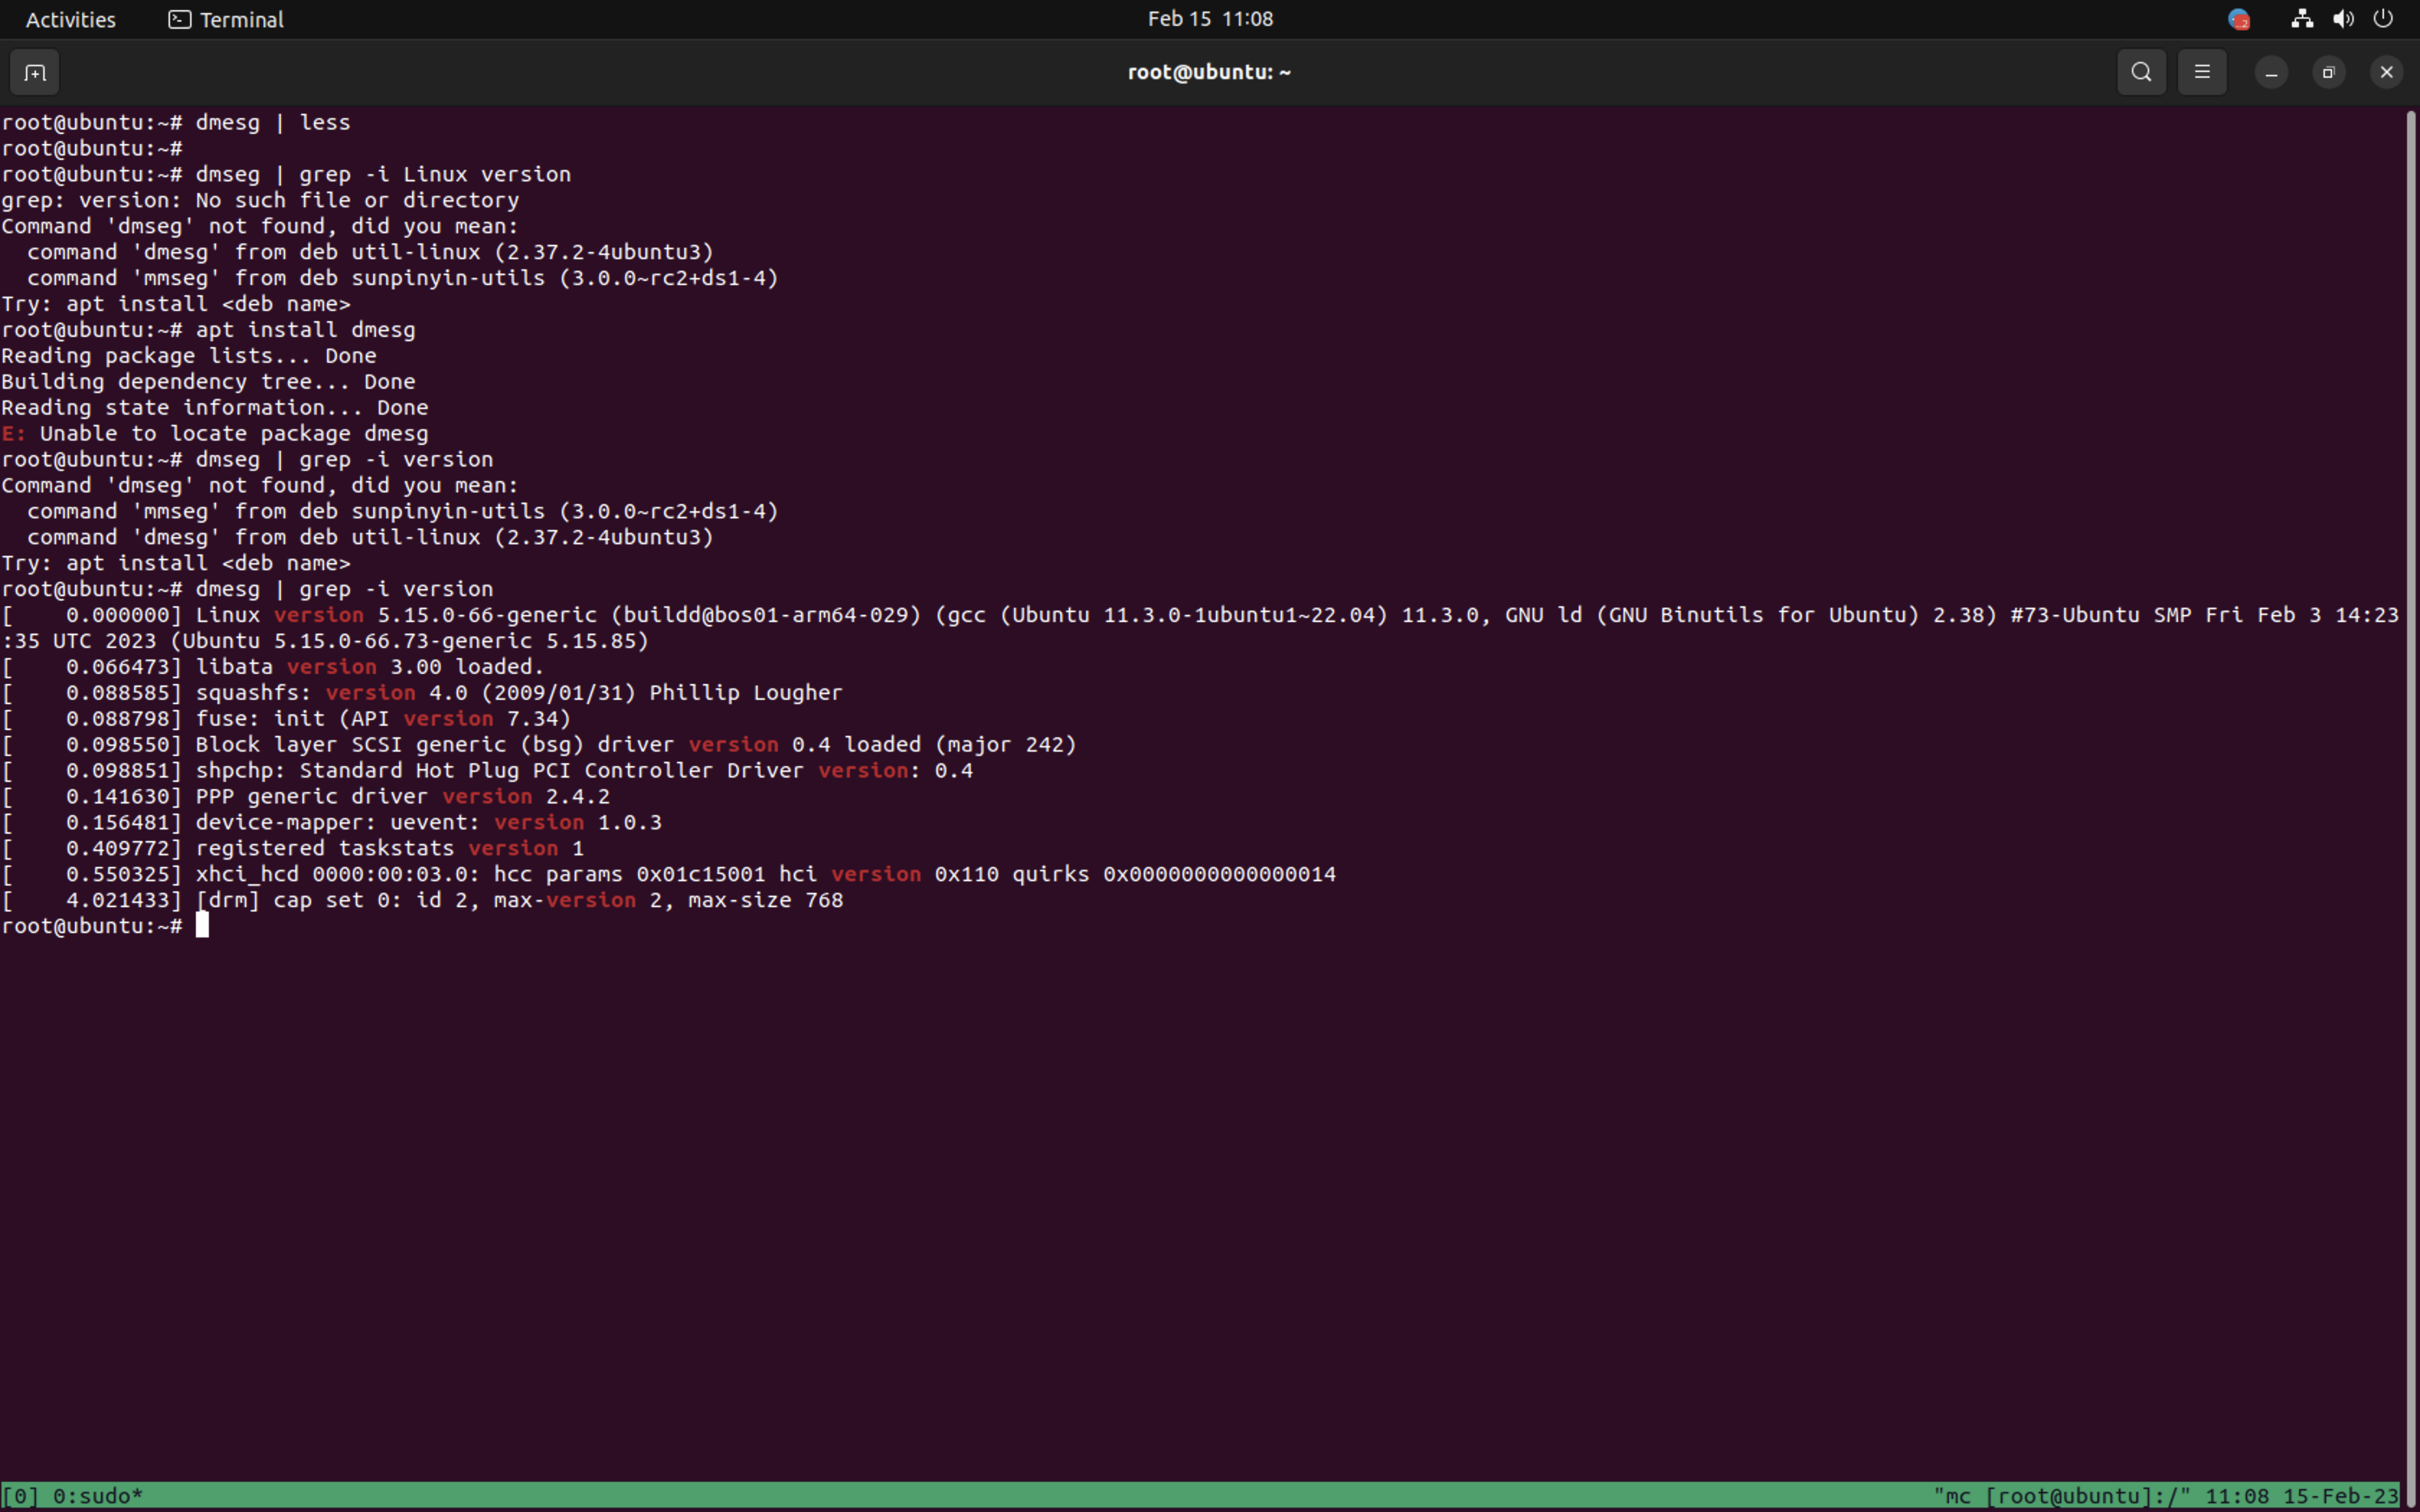 Activities Terminal Feb 15 11:08
root@ubuntu: ~
root@ubuntu:~# dmesg | less
root@ubuntu:~#
root@ubuntu:~# dmseg | grep -i Linux version
grep: version: No such file or directory
Command 'dmseg' not found, did you mean:
  command 'dmesg' from deb util-linux (2.37.2-4ubuntu3)
  command 'mmseg' from deb sunpinyin-utils (3.0.0~rc2+ds1-4)
Try: apt install <deb name>
root@ubuntu:~# apt install dmesg
Reading package lists... Done
Building dependency tree... Done
Reading state information... Done
E: Unable to locate package dmesg
root@ubuntu:~# dmseg | grep -i version
Command 'dmseg' not found, did you mean:
  command 'mmseg' from deb sunpinyin-utils (3.0.0~rc2+ds1-4)
  command 'dmesg' from deb util-linux (2.37.2-4ubuntu3)
Try: apt install <deb name>
root@ubuntu:~# dmesg | grep -i version
[    0.000000] Linux version 5.15.0-66-generic (buildd@bos01-arm64-029) (gcc (Ubuntu 11.3.0-1ubuntu1~22.04) 11.3.0, GNU ld (GNU Binutils for Ubuntu) 2.38) #73-Ubuntu SMP Fri Feb 3 14:23
:35 UTC 2023 (Ubuntu 5.15.0-66.73-generic 5.15.85)
[    0.066473] libata version 3.00 loaded.
[    0.088585] squashfs: version 4.0 (2009/01/31) Phillip Lougher
[    0.088798] fuse: init (API version 7.34)
[    0.098550] Block layer SCSI generic (bsg) driver version 0.4 loaded (major 242)
[    0.098851] shpchp: Standard Hot Plug PCI Controller Driver version: 0.4
[    0.141630] PPP generic driver version 2.4.2
[    0.156481] device-mapper: uevent: version 1.0.3
[    0.409772] registered taskstats version 1
[    0.550325] xhci_hcd 0000:00:03.0: hcc params 0x01c15001 hci version 0x110 quirks 0x0000000000000014
[    4.021433] [drm] cap set 0: id 2, max-version 2, max-size 768
root@ubuntu:~#
[0] 0:sudo* "mc [root@ubuntu]:/" 11:08 15-Feb-23